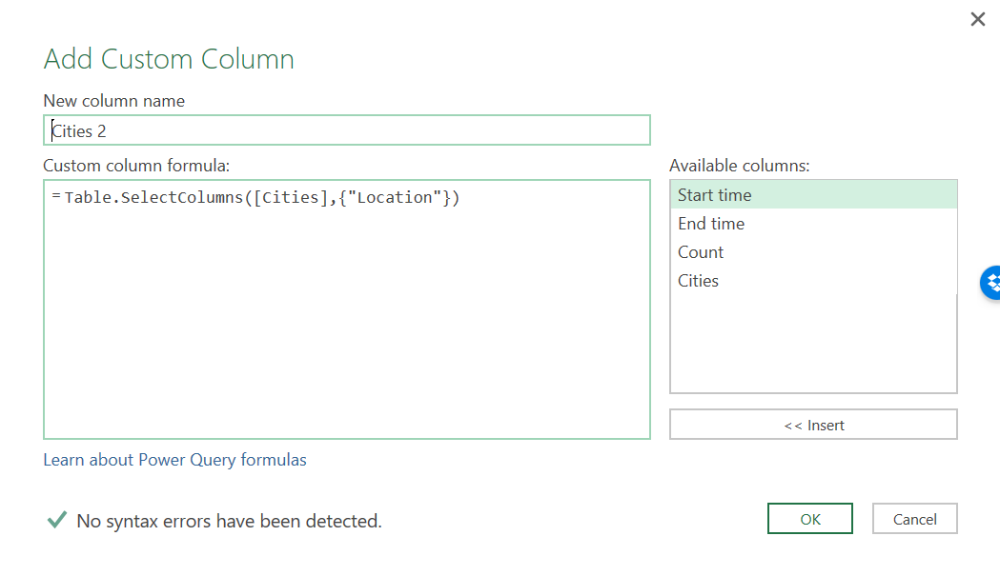 Add Custom Column
New column name
Cities 2
Custom column formula:
=Table.SelectColumns([Cities],{"Location"})
Available columns:
Start time
End time
Count
Cities
<< Insert
Learn about Power Query formulas
No syntax errors have been detected.
OK
Cancel